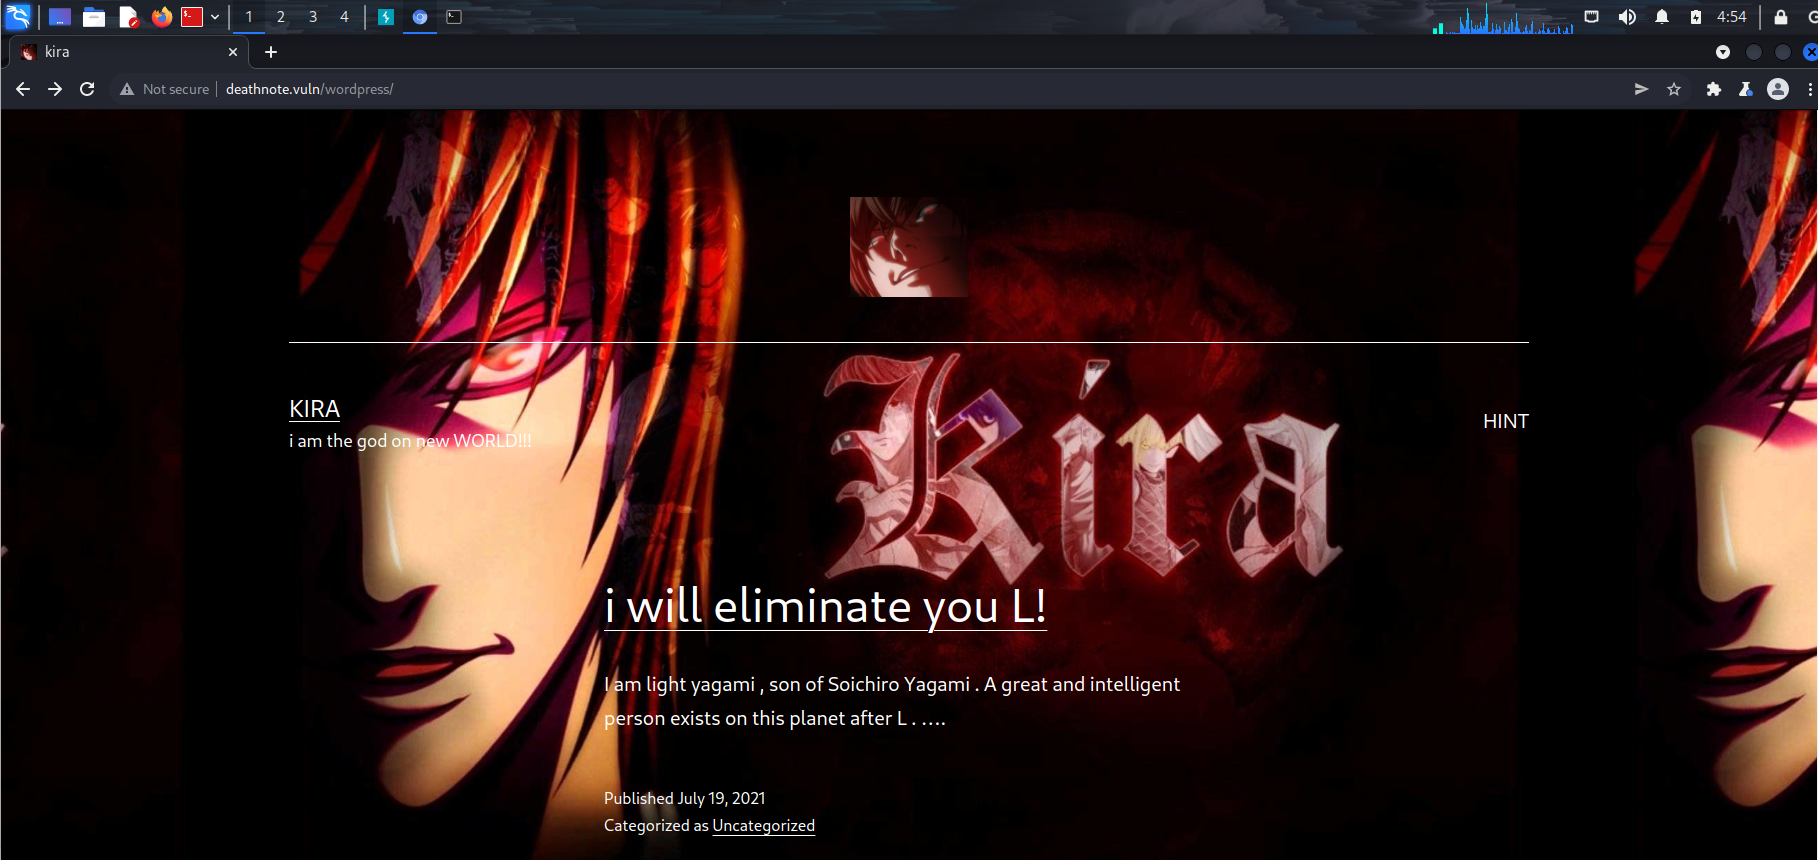 1 2 3 4 4:54
kira
Not secure deathnote.vuln/wordpress/
KIRA
i am the god on new WORLD!!!
HINT
Kira
i will eliminate you L!
I am light yagami , son of Soichiro Yagami . A great and intelligent
person exists on this planet after L . ….
Published July 19, 2021
Categorized as Uncategorized